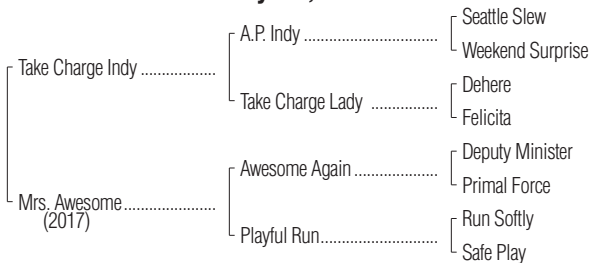 Seattle Slew
A.P. Indy ........................................
Weekend Surprise
Take Charge Indy ..................
Dehere
Take Charge Lady ..................
Felicita
Deputy Minister
Awesome Again ......................
Primal Force
Mrs. Awesome........................
(2017)
Run Softly
Playful Run................................
Safe Play